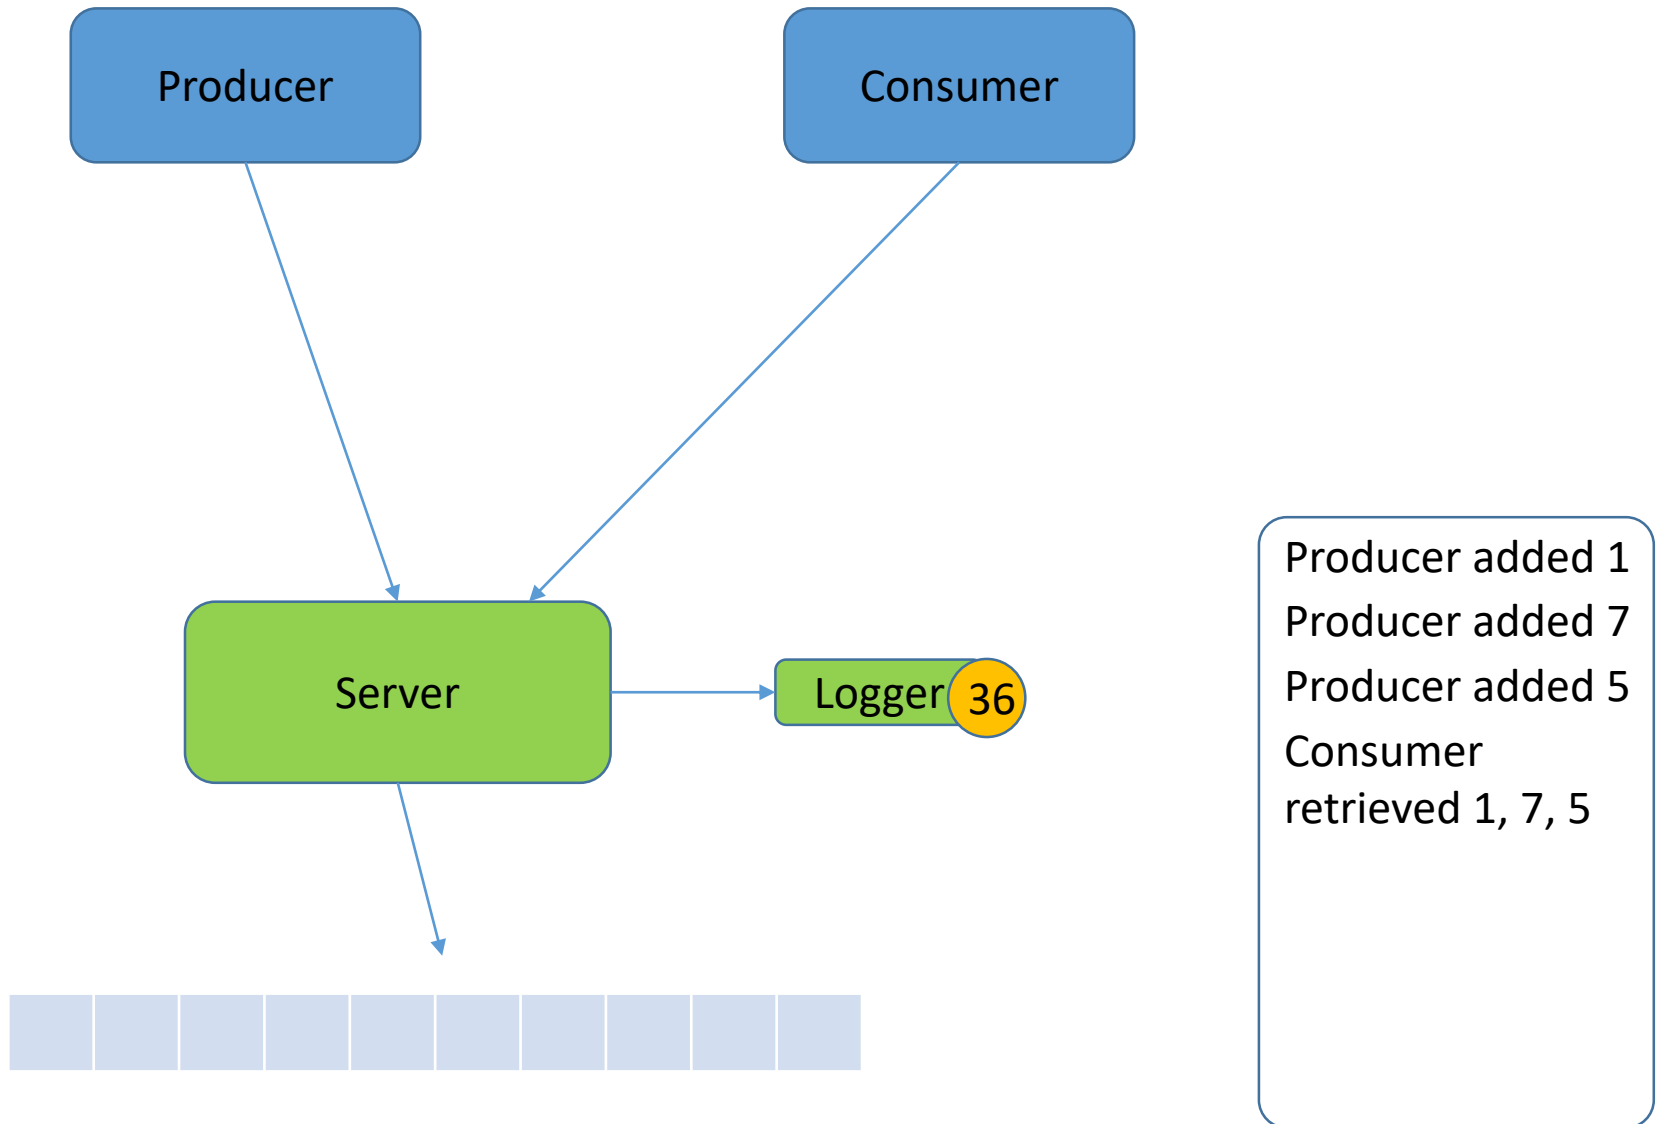 Producer
Consumer
Server
Logger
36
Producer added 1
Producer added 7
Producer added 5
Consumer
retrieved 1, 7, 5